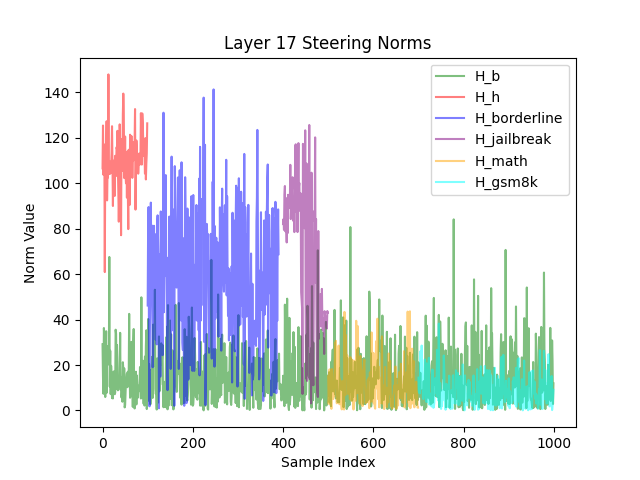 Layer 17 Steering Norms
H_b
H_h
H_borderline
H_jailbreak
H_math
H_gsm8k
Norm Value
140
120
100
80
60
40
20
0
0
200
400
600
800
1000
Sample Index